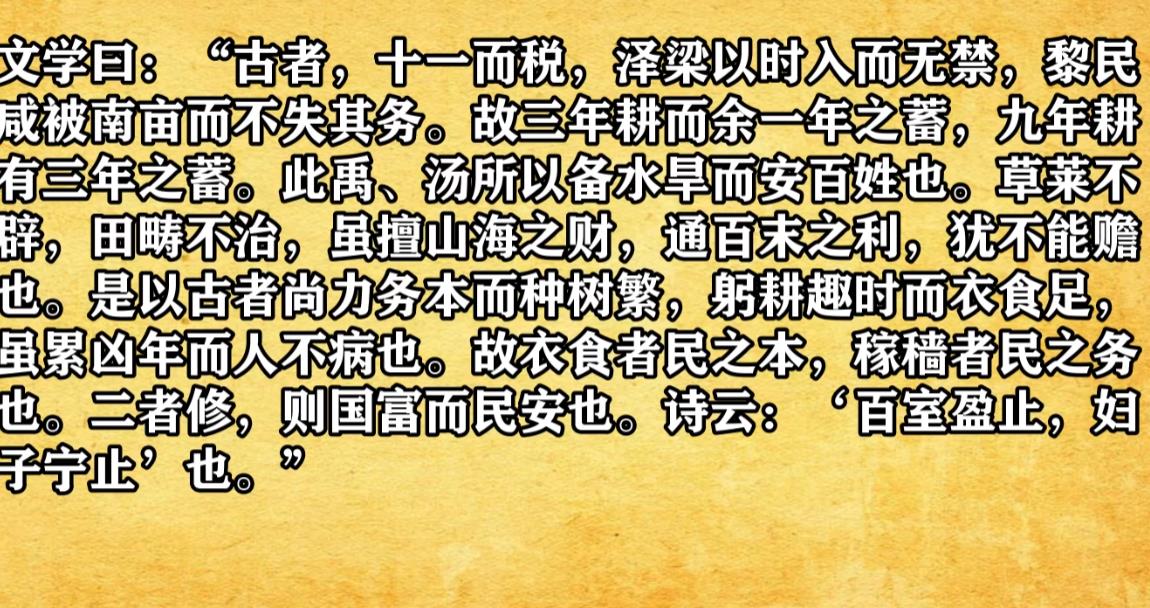 文学曰：“古者，十一而税，泽梁以时入而无禁，黎民
咸被南亩而不失其务。故三年耕而余一年之蓄，九年耕
有三年之蓄。此禹、汤所以备水旱而安百姓也。草莱不
辟，田畴不治，虽擅山海之财，通百末之利，犹不能赡
也。是以古者尚力务本而种树繁，躬耕趣时而衣食足，
虽累凶年而人不病也。故衣食者民之本，稼穑者民之务
也。二者修，则国富而民安也。诗云：‘百室盈止，妇
子宁止’也。”